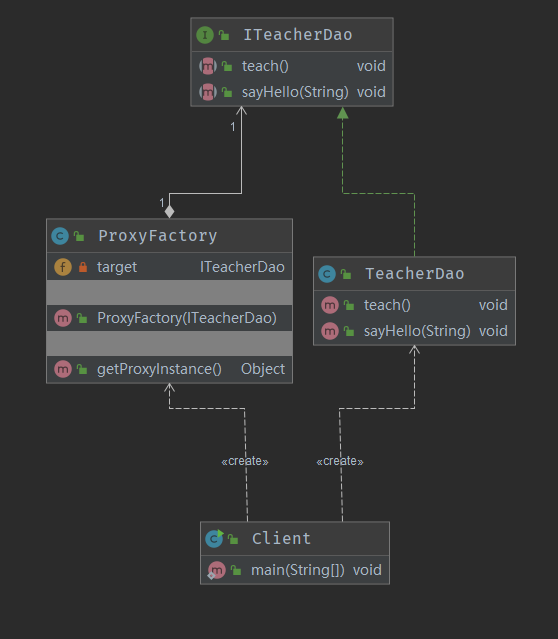 ITeacherDao
teach() void
sayHello(String) void
1
1
ProxyFactory
target ITeacherDao
ProxyFactory(ITeacherDao)
getProxyInstance() Object
TeacherDao
teach() void
sayHello(String) void
«create»
«create»
Client
main(String[]) void